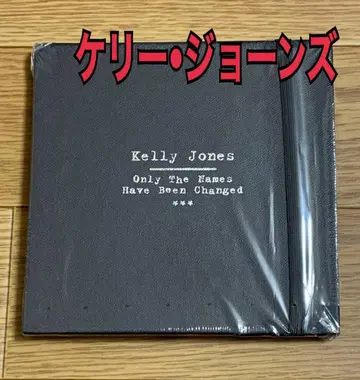 ケリー•ジョーンズ
Kelly Jones
Only The Names
Have Been Changed
***